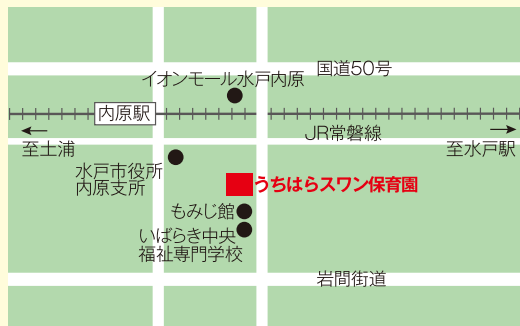 国道50号
イオンモール水戸内原
内原駅
JR常磐線
至土浦
至水戸駅
水戸市役所
内原支所
うちはらスワン保育園
もみじ館
いばらき中央
福祉専門学校
岩間街道